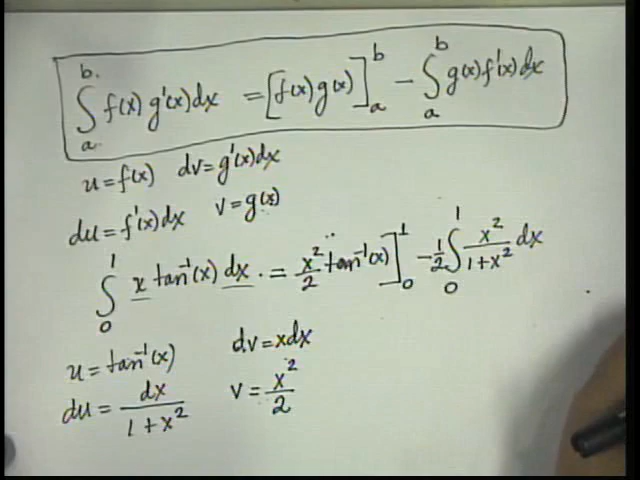 ∫_a^b f(x) g'(x)dx = [f(x)g(x)]_a^b − ∫_a^b g(x)f'(x)dx
u = f(x) dv = g'(x)dx
du = f'(x)dx v = g(x)
∫_0^1 x tan⁻¹(x) dx = x²/2 tan⁻¹(x)]_0^1 − 1/2 ∫_0^1 x²/(1+x²) dx
u = tan⁻¹(x) dv = xdx
du = dx/(1+x²) v = x²/2